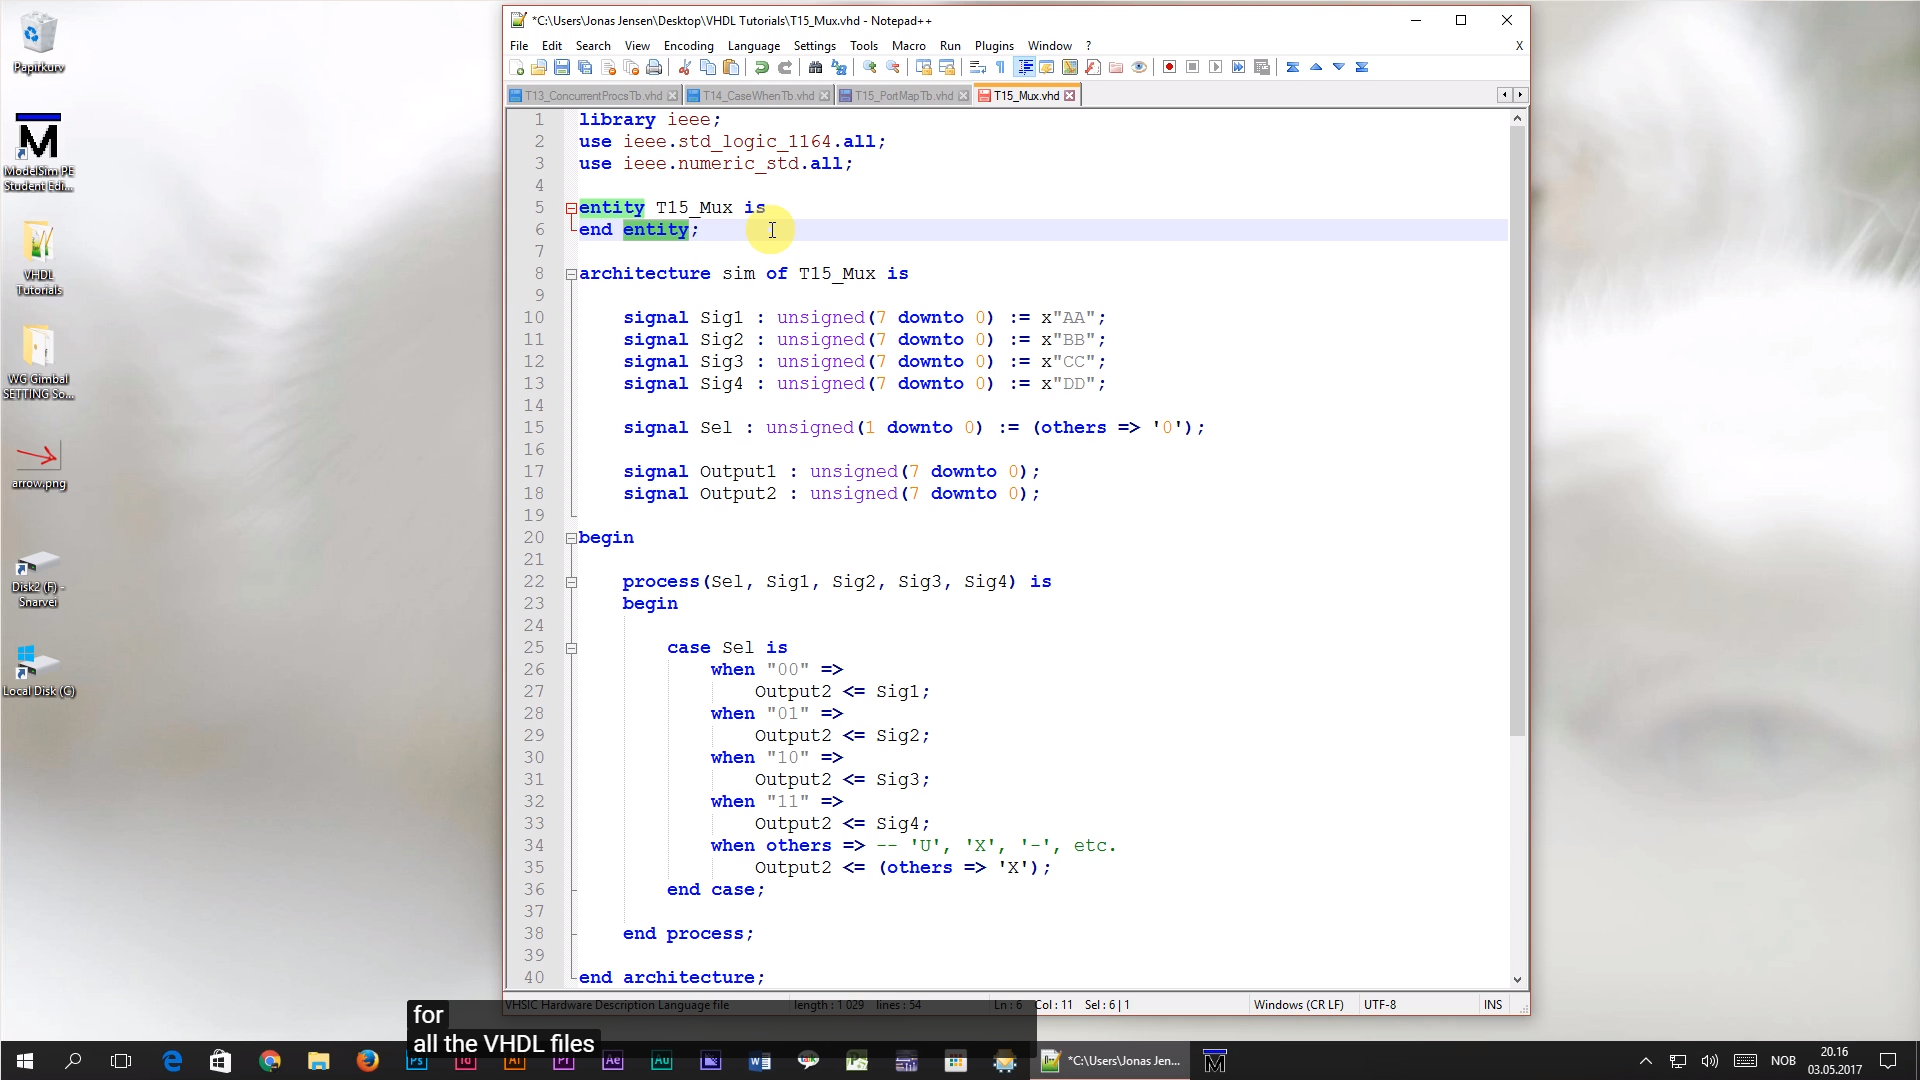 *C:\Users\Jonas Jensen\Desktop\VHDL Tutorials\T15_Mux.vhd - Notepad++
File Edit Search View Encoding Language Settings Tools Macro Run Plugins Window ? X
T13_ConcurrentProcsTb.vhd T14_CaseWhenTb.vhd T15_PortMapTb.vhd T15_Mux.vhd
1 library ieee;
2 use ieee.std_logic_1164.all;
3 use ieee.numeric_std.all;
4
5 entity T15_Mux is
6 end entity;
7
8 architecture sim of T15_Mux is
9
10 signal Sig1 : unsigned(7 downto 0) := x"AA";
11 signal Sig2 : unsigned(7 downto 0) := x"BB";
12 signal Sig3 : unsigned(7 downto 0) := x"CC";
13 signal Sig4 : unsigned(7 downto 0) := x"DD";
14
15 signal Sel : unsigned(1 downto 0) := (others => '0');
16
17 signal Output1 : unsigned(7 downto 0);
18 signal Output2 : unsigned(7 downto 0);
19
20 begin
21
22 process(Sel, Sig1, Sig2, Sig3, Sig4) is
23 begin
24
25 case Sel is
26 when "00" =>
27 Output2 <= Sig1;
28 when "01" =>
29 Output2 <= Sig2;
30 when "10" =>
31 Output2 <= Sig3;
32 when "11" =>
33 Output2 <= Sig4;
34 when others => -- 'U', 'X', '-', etc.
35 Output2 <= (others => 'X');
36 end case;
37
38 end process;
39
40 end architecture;
VHSIC Hardware Description Language file length : 1 029 lines : 54 Ln : 6 Col : 11 Sel : 6 | 1 Windows (CR LF) UTF-8 INS
for
all the VHDL files
Papirkurv
ModelSim PE
Student Edi...
VHDL
Tutorials
WG Gimbal
SETTING So...
arrow.png
Disk2 (F) -
Snarvei
Local Disk (C)
Ps Id Ai Pr Ae Au
*C:\Users\Jonas Jen...
NOB
20.16
03.05.2017